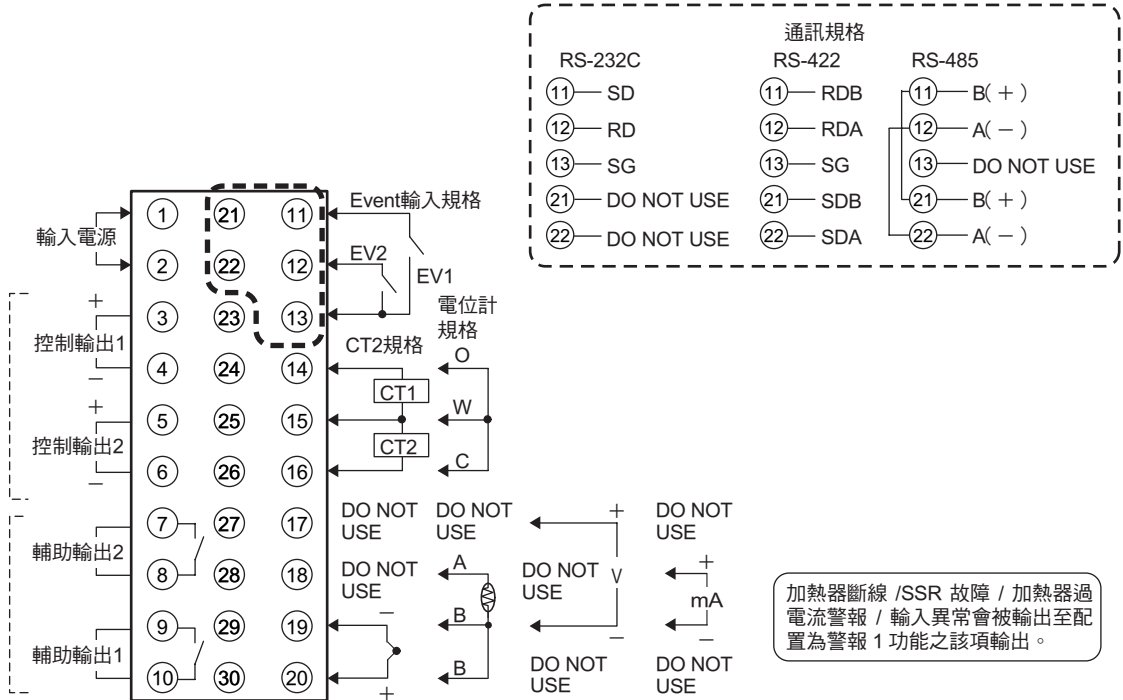 通訊規格
RS-232C RS-422 RS-485
11 SD 11 RDB 11 B(+)
12 RD 12 RDA 12 A(-)
13 SG 13 SG 13 DO NOT USE
21 DO NOT USE 21 SDB 21 B(+)
22 DO NOT USE 22 SDA 22 A(-)
輸入電源
+
控制輸出1
-
+
控制輸出2
-
輔助輸出2
輔助輸出1
1 21 11
2 22 12
3 23 13
4 24 14
5 25 15
6 26 16
7 27 17
8 28 18
9 29 19
10 30 20
Event輸入規格
EV2
EV1
CT2規格
CT1
CT2
電位計
規格
O
W
C
DO NOT
USE
DO NOT
USE
-
+
DO NOT
USE
A
B
B
+
DO NOT
USE
V
-
DO NOT
USE
DO NOT
USE
+
mA
-
DO NOT
USE
加熱器斷線 /SSR 故障 / 加熱器過
電流警報 / 輸入異常會被輸出至配
置為警報 1 功能之該項輸出。